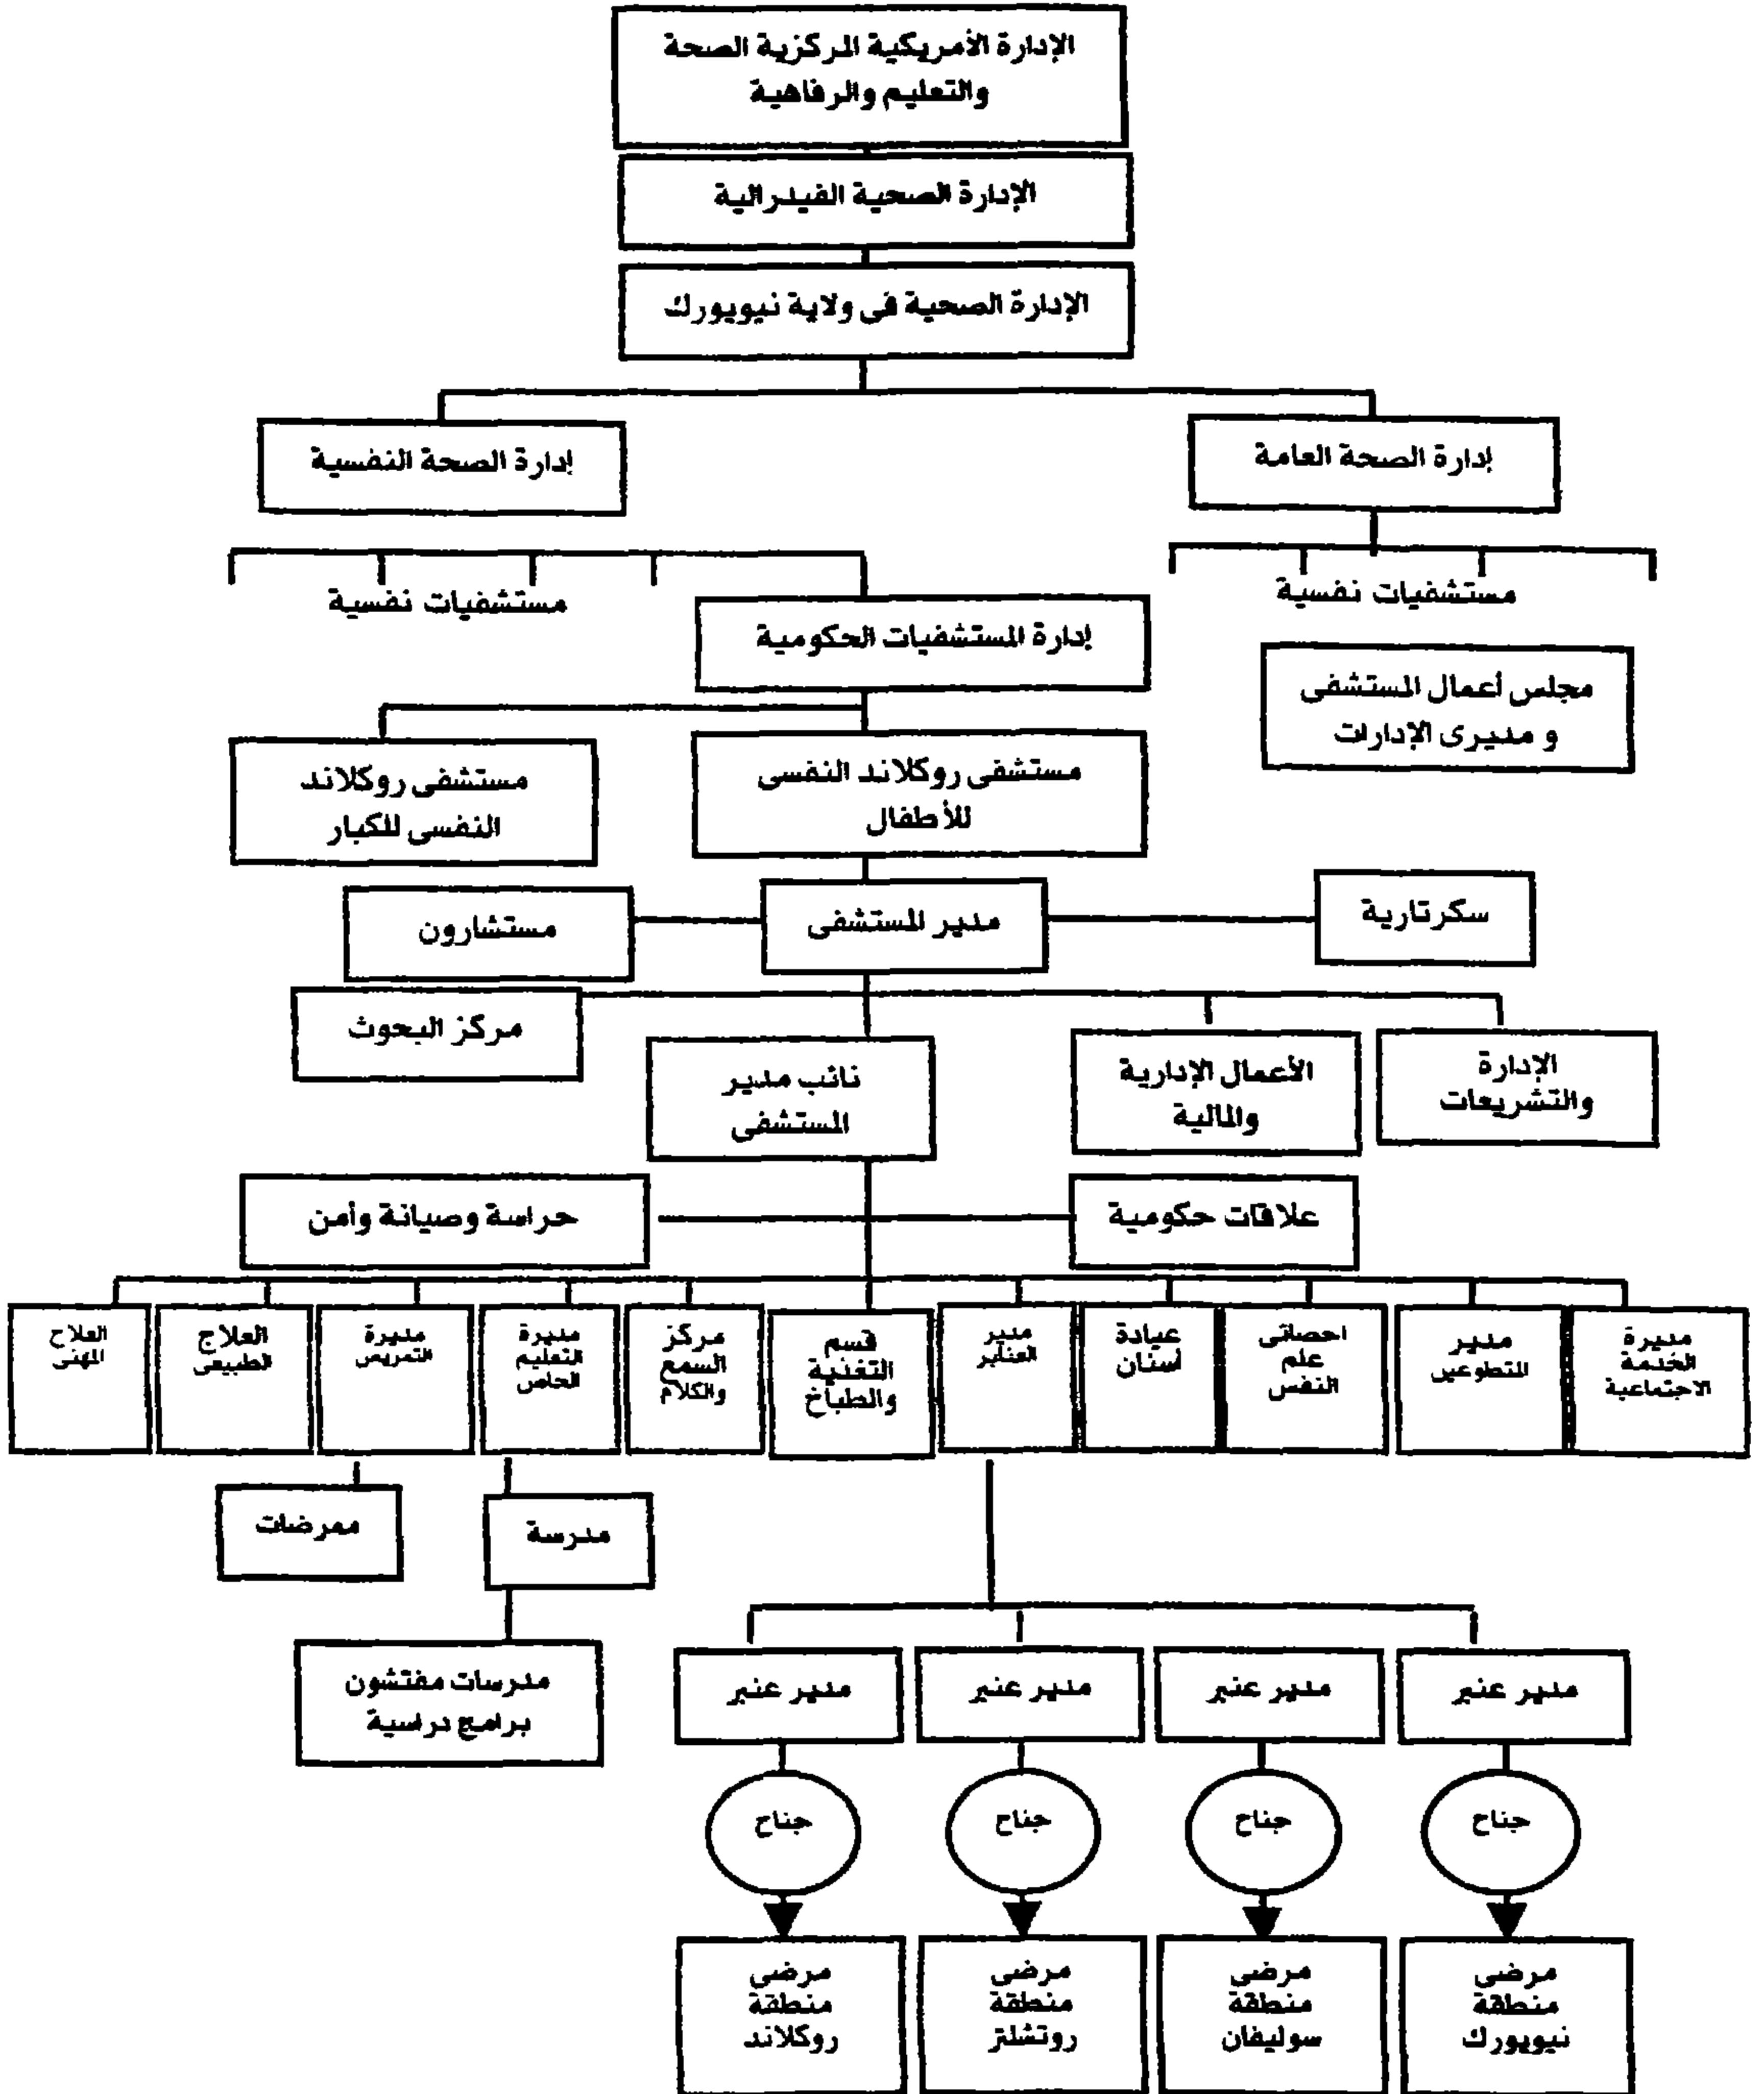 الإدارة الأمريكية المركزية الصحة
والتعليم والرفاهية
الإدارة الصحية الفيدرالية
الإدارة الصحية فى ولاية نيويورك
إدارة الصحة العامة
إدارة الصحة النفسية
مستشفيات نفسية
مستشفيات نفسية
إدارة المستشفيات الحكومية
مجلس أعمال المستشفى
و مديرى الإدارات
مستشفى روكلاند النفسى
للأطفال
مستشفى روكلاند
النفسى للكبار
سكرتارية
مدير المستشفى
مستشارون
مركز البحوث
الإدارة
والتشريعات
الأعمال الإدارية
والمالية
نائب مدير
المستشفى
علاقات حكومية
حراسة وصيانة وأمن
مديرة
الخدمة
الاجتماعية
مدير
المتطوعين
احصائى
علم
النفس
عيادة
أسنان
مدير
العنابر
قسم
التغذية
والطباخ
مركز
السمع
والكلام
مديرة
التعليم
الخاص
مديرة
التمريض
العلاج
الطبيعى
العلاج
المهنى
مدرسة
ممرضات
مدرسات مفتشون
برامج دراسية
مدير عنبر
مدير عنبر
مدير عنبر
مدير عنبر
جناح
جناح
جناح
جناح
مرضى
منطقة
نيويورك
مرضى
منطقة
سوليفان
مرضى
منطقة
روتشلتر
مرضى
منطقة
روكلاند